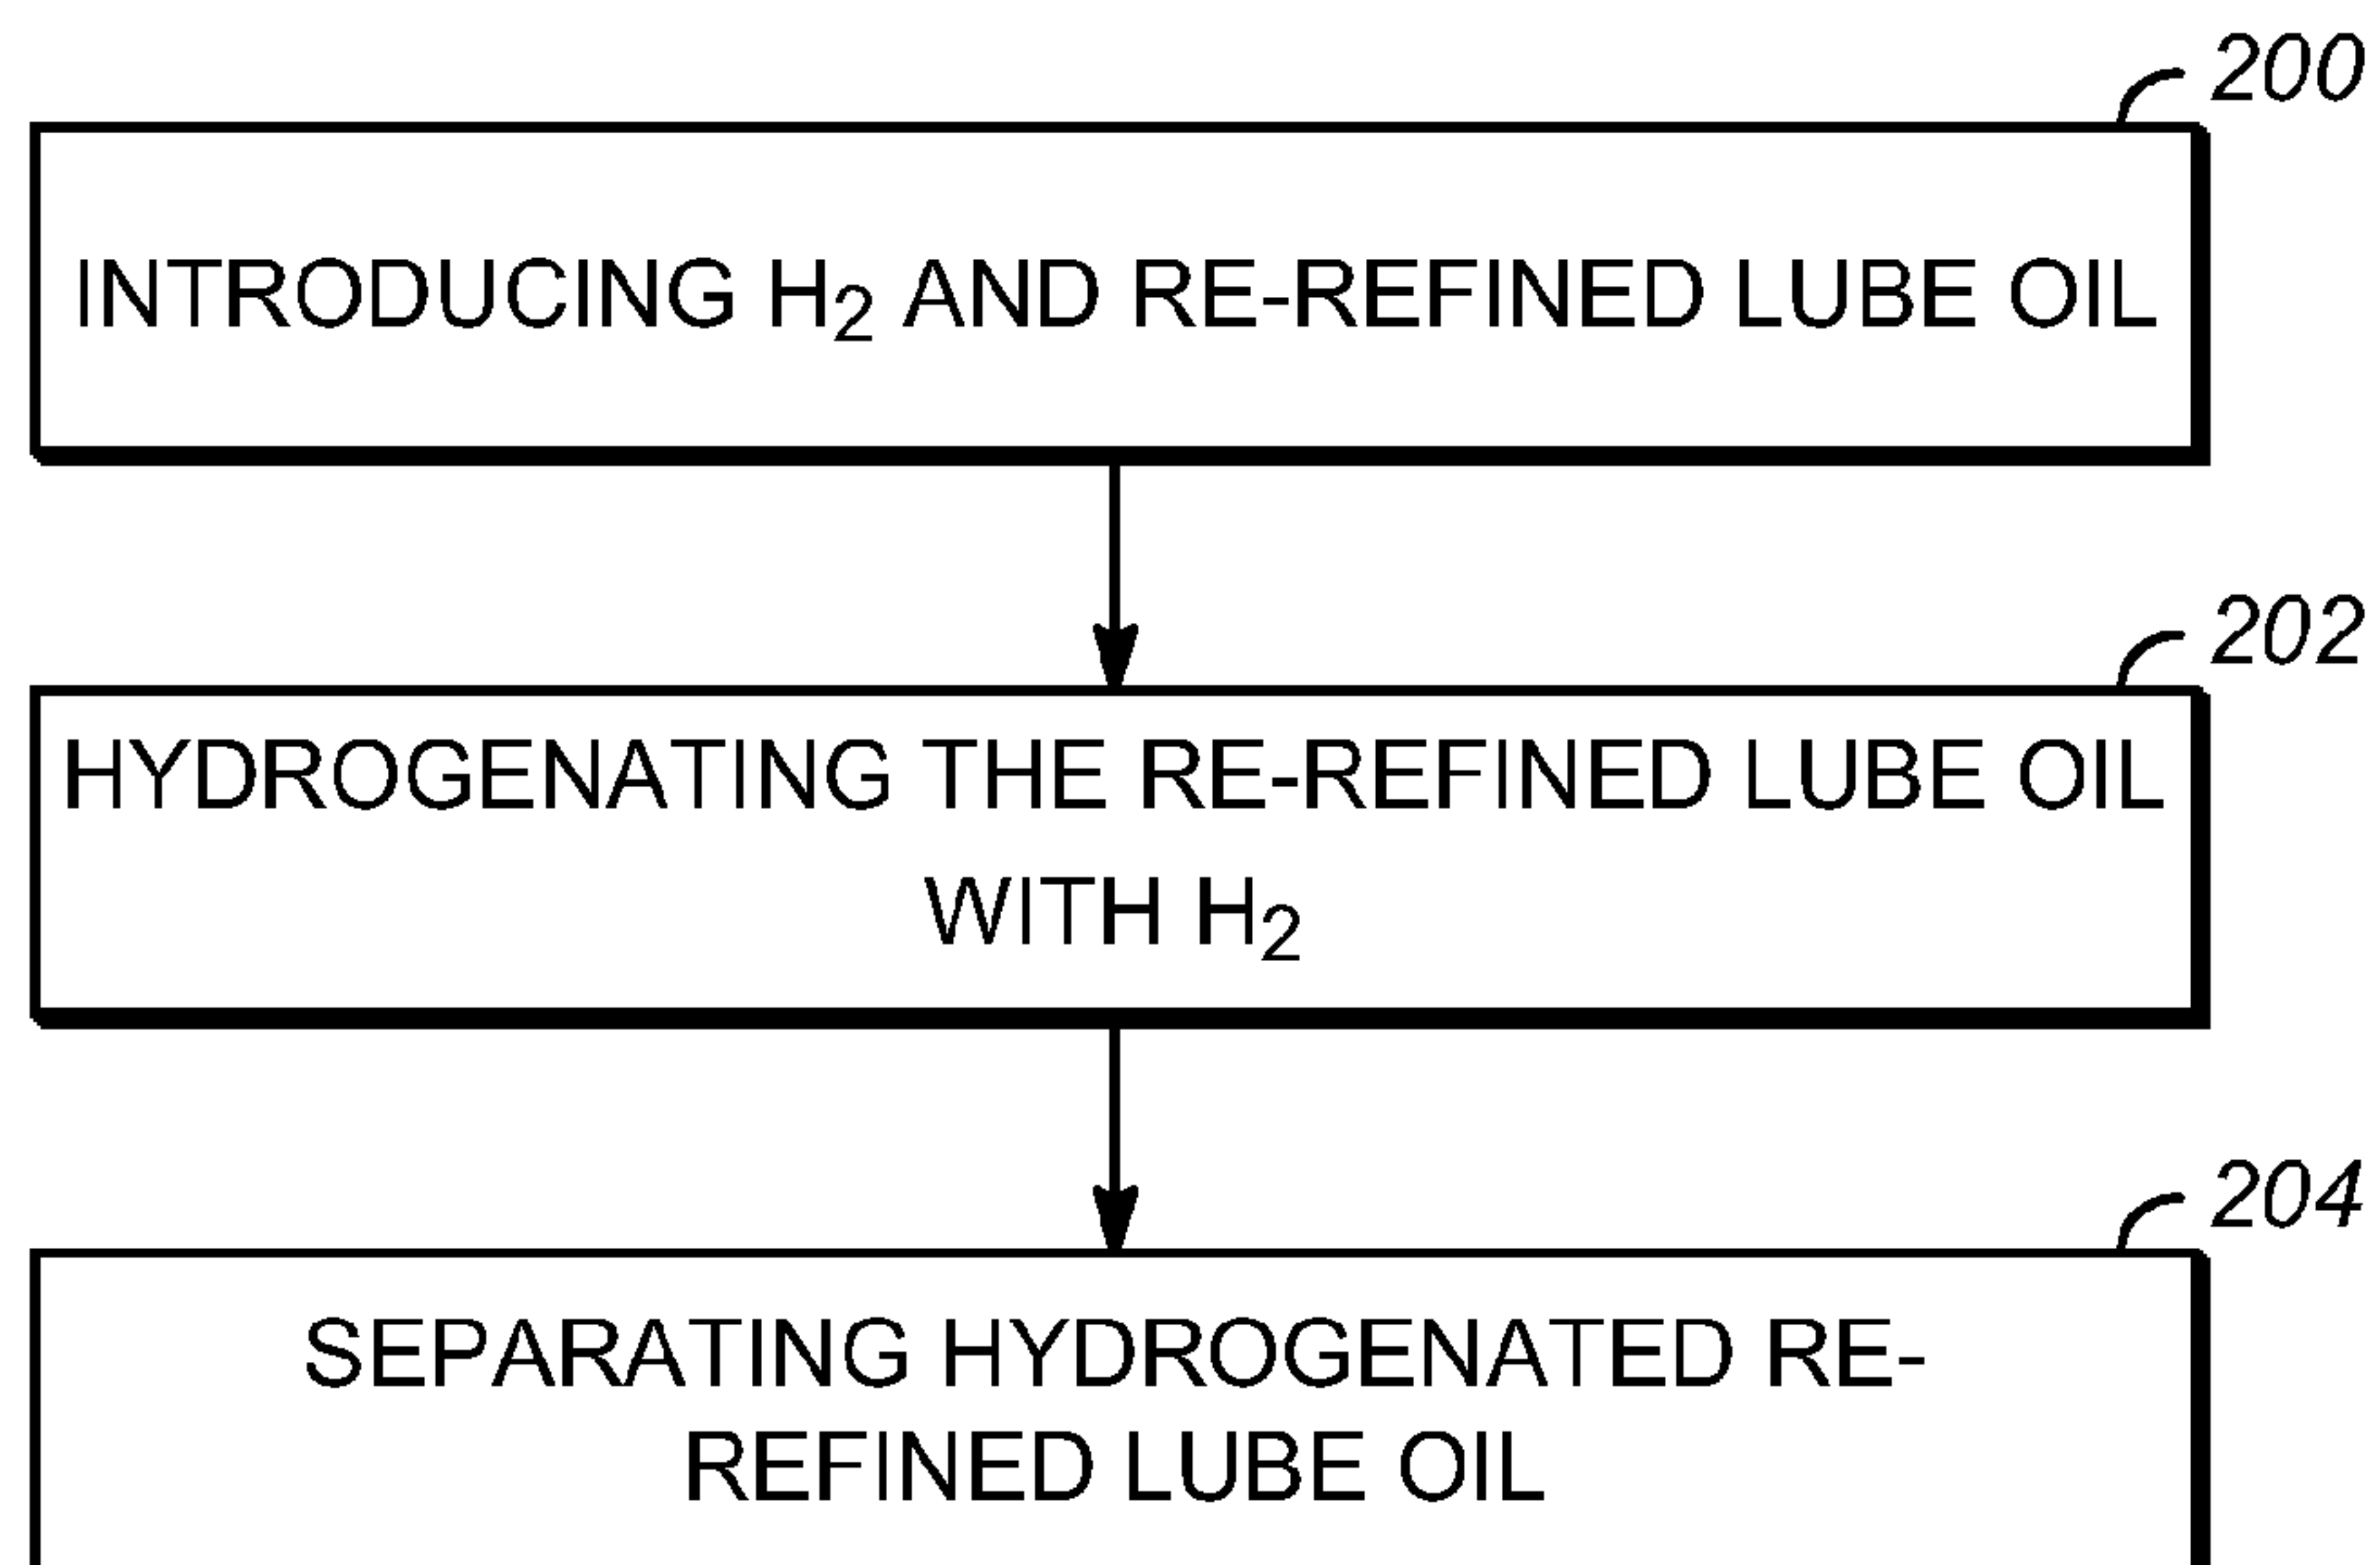 200
INTRODUCING H₂ AND RE-REFINED LUBE OIL
202
HYDROGENATING THE RE-REFINED LUBE OIL
WITH H₂
204
SEPARATING HYDROGENATED RE-
REFINED LUBE OIL